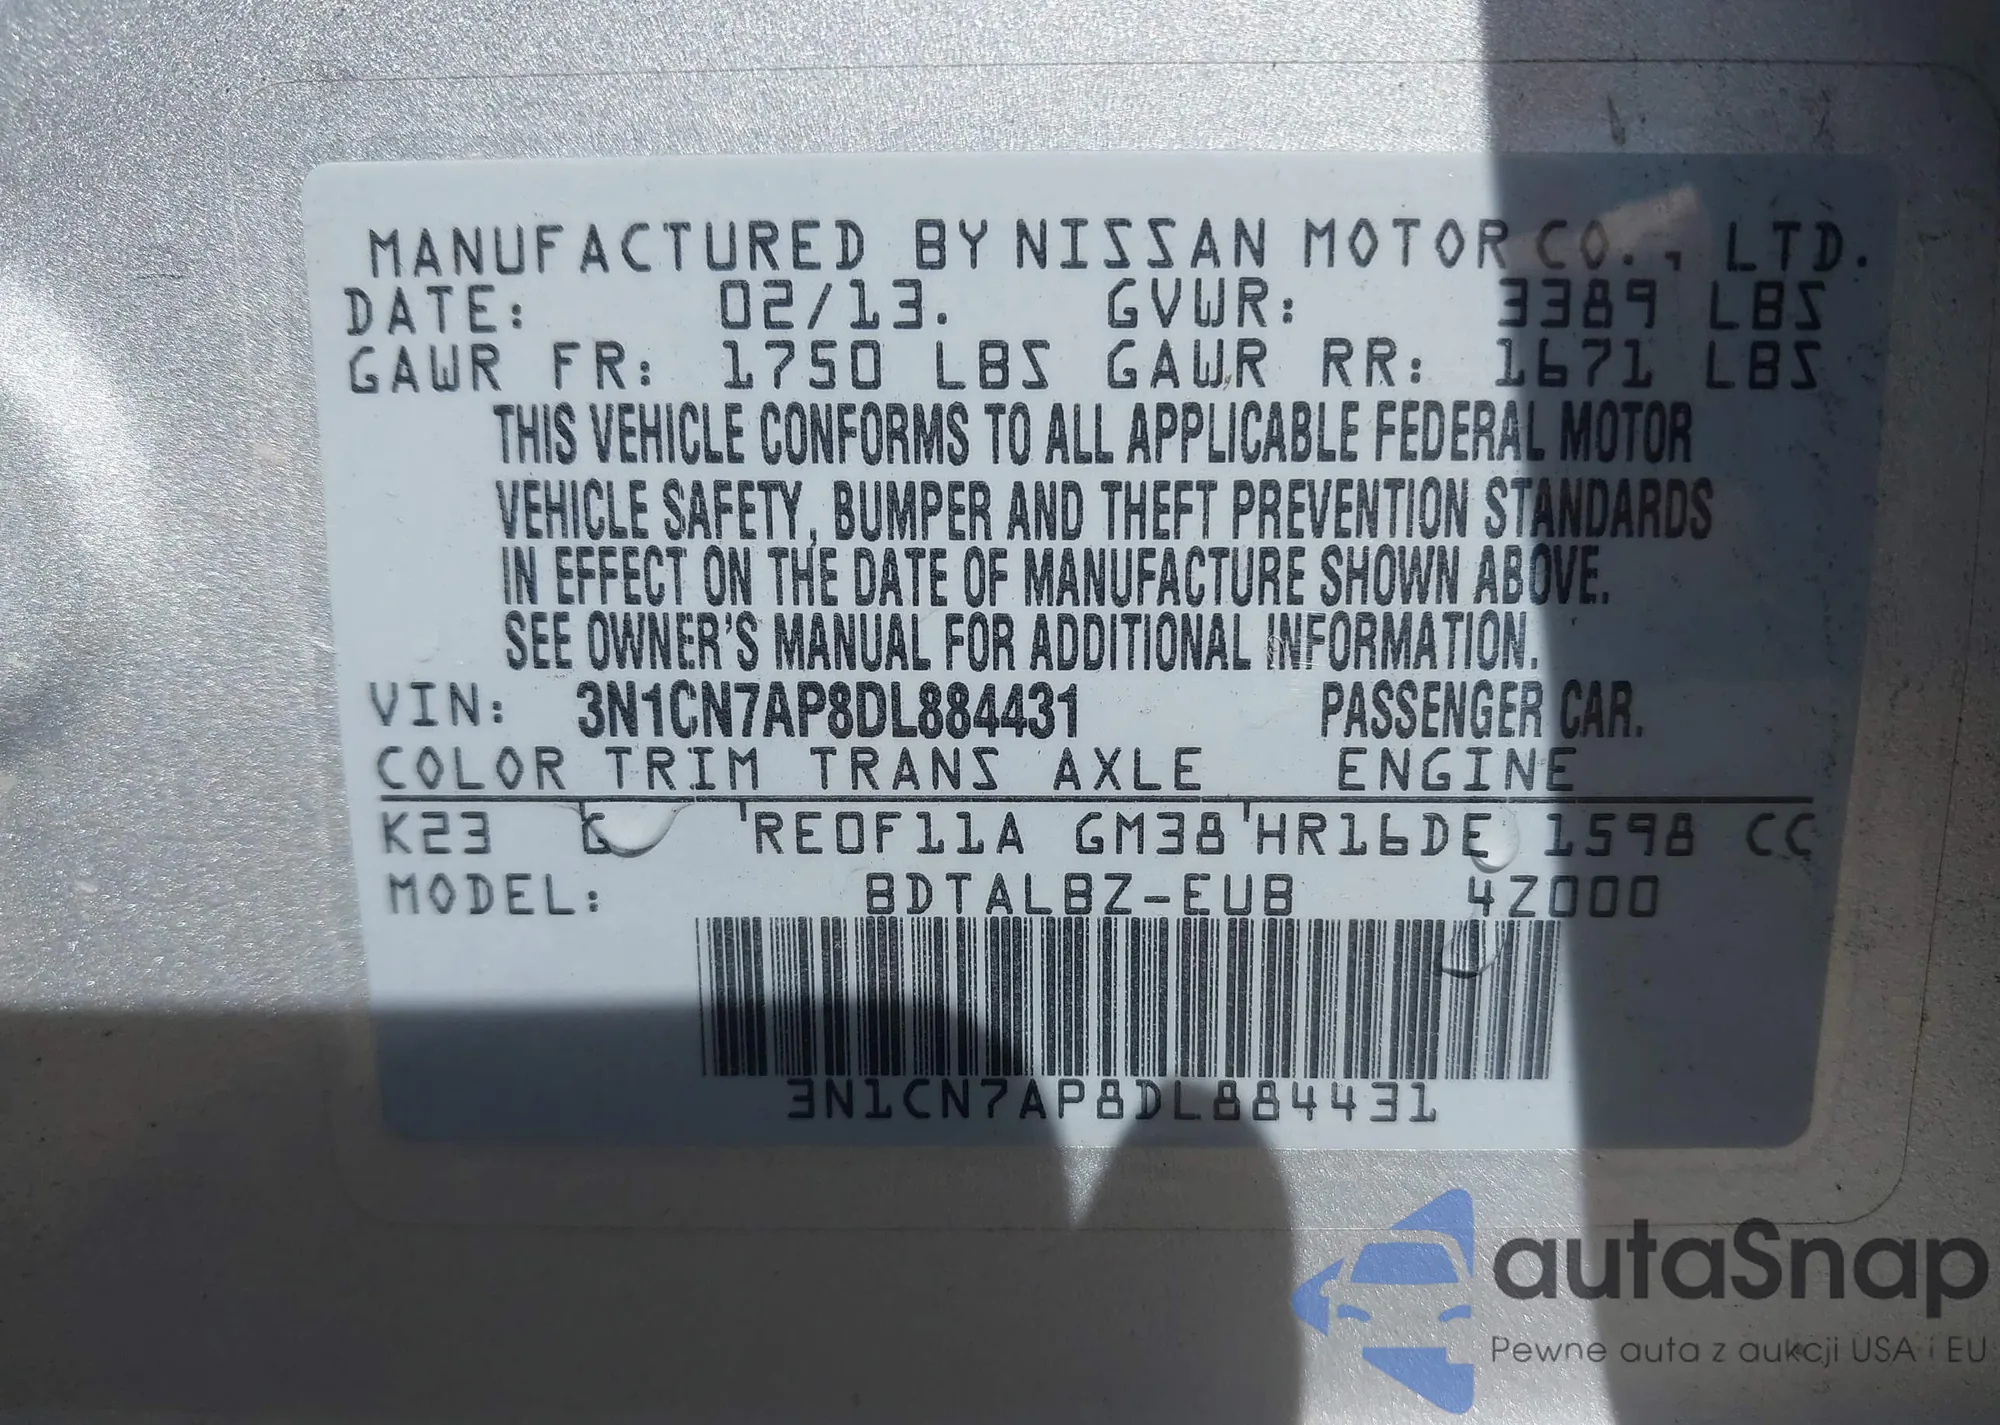 MANUFACTURED BY NISSAN MOTOR CO., LTD.
DATE: 02/13. GVWR: 3389 LBS
GAWR FR: 1750 LBS GAWR RR: 1671 LBS
THIS VEHICLE CONFORMS TO ALL APPLICABLE FEDERAL MOTOR
VEHICLE SAFETY, BUMPER AND THEFT PREVENTION STANDARDS
IN EFFECT ON THE DATE OF MANUFACTURE SHOWN ABOVE.
SEE OWNER'S MANUAL FOR ADDITIONAL INFORMATION.
VIN: 3N1CN7AP8DL884431 PASSENGER CAR.
COLOR TRIM TRANS AXLE ENGINE
K23 G RE0F11A GM38 HR16DE 1598 CC
MODEL: BDTALBZ-EUB 4Z000
3N1CN7AP8DL884431
autaSnap
Pewne auta z aukcji USA i EU